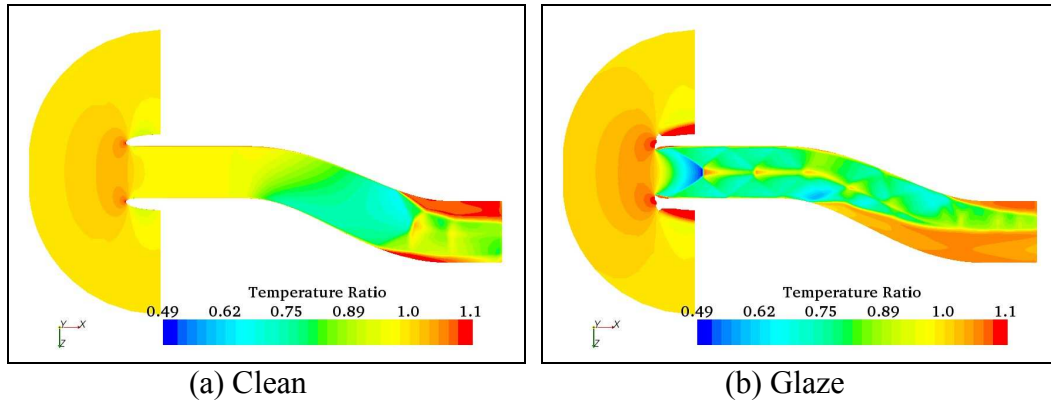 Temperature Ratio
0.49 0.62 0.75 0.89 1.0 1.1
Y X
Z
(a) Clean
Temperature Ratio
0.49 0.62 0.75 0.89 1.0 1.1
Y X
Z
(b) Glaze